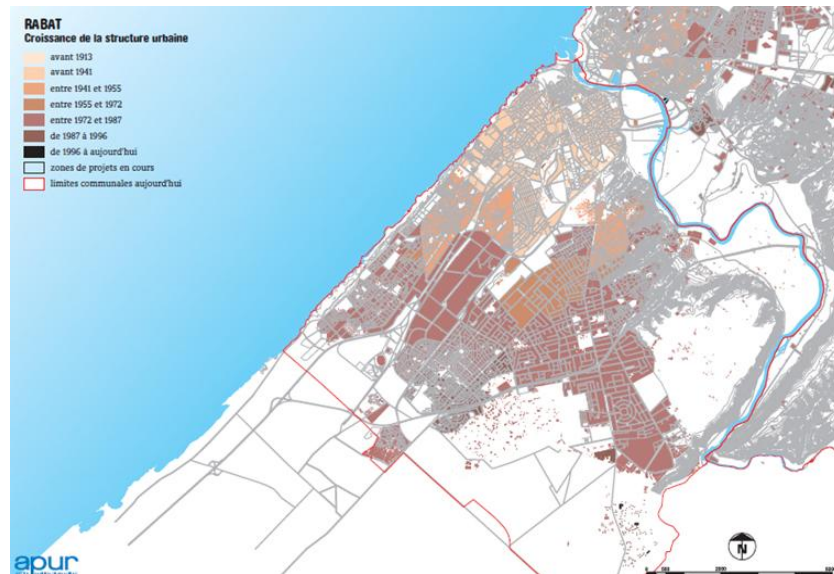 RABAT
Croissance de la structure urbaine
avant 1913
avant 1941
entre 1941 et 1955
entre 1955 et 1972
entre 1972 et 1987
de 1987 à 1996
de 1996 à aujourd'hui
zones de projets en cours
limites communales aujourd'hui
N
apur